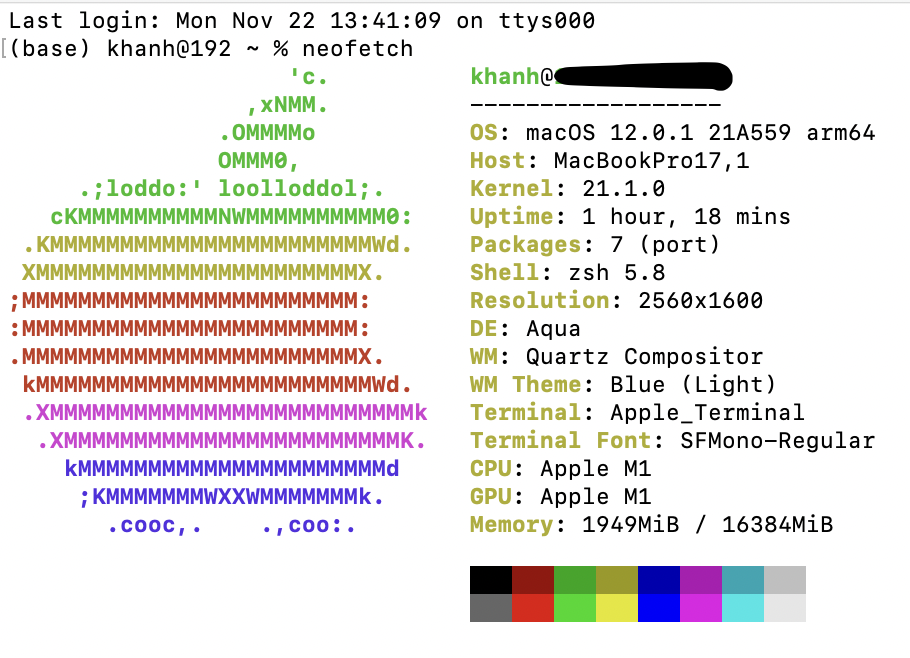 Last login: Mon Nov 22 13:41:09 on ttys000
(base) khanh@192 ~ % neofetch
                    'c.
                 ,xNMM.
               .OMMMMo
               OMMM0,
     .;loddo:' loolloddol;.
   cKMMMMMMMMMMNWMMMMMMMMMM0:
 .KMMMMMMMMMMMMMMMMMMMMMMMWd.
 XMMMMMMMMMMMMMMMMMMMMMMMX.
;MMMMMMMMMMMMMMMMMMMMMMMM:
:MMMMMMMMMMMMMMMMMMMMMMMM:
.MMMMMMMMMMMMMMMMMMMMMMMMX.
 kMMMMMMMMMMMMMMMMMMMMMMMMWd.
 .XMMMMMMMMMMMMMMMMMMMMMMMMMMk
  .XMMMMMMMMMMMMMMMMMMMMMMMMK.
    kMMMMMMMMMMMMMMMMMMMMMMd
     ;KMMMMMMMWXXWMMMMMMMk.
       .cooc,.    .,coo:.
khanh@
------------------
OS: macOS 12.0.1 21A559 arm64
Host: MacBookPro17,1
Kernel: 21.1.0
Uptime: 1 hour, 18 mins
Packages: 7 (port)
Shell: zsh 5.8
Resolution: 2560x1600
DE: Aqua
WM: Quartz Compositor
WM Theme: Blue (Light)
Terminal: Apple_Terminal
Terminal Font: SFMono-Regular
CPU: Apple M1
GPU: Apple M1
Memory: 1949MiB / 16384MiB